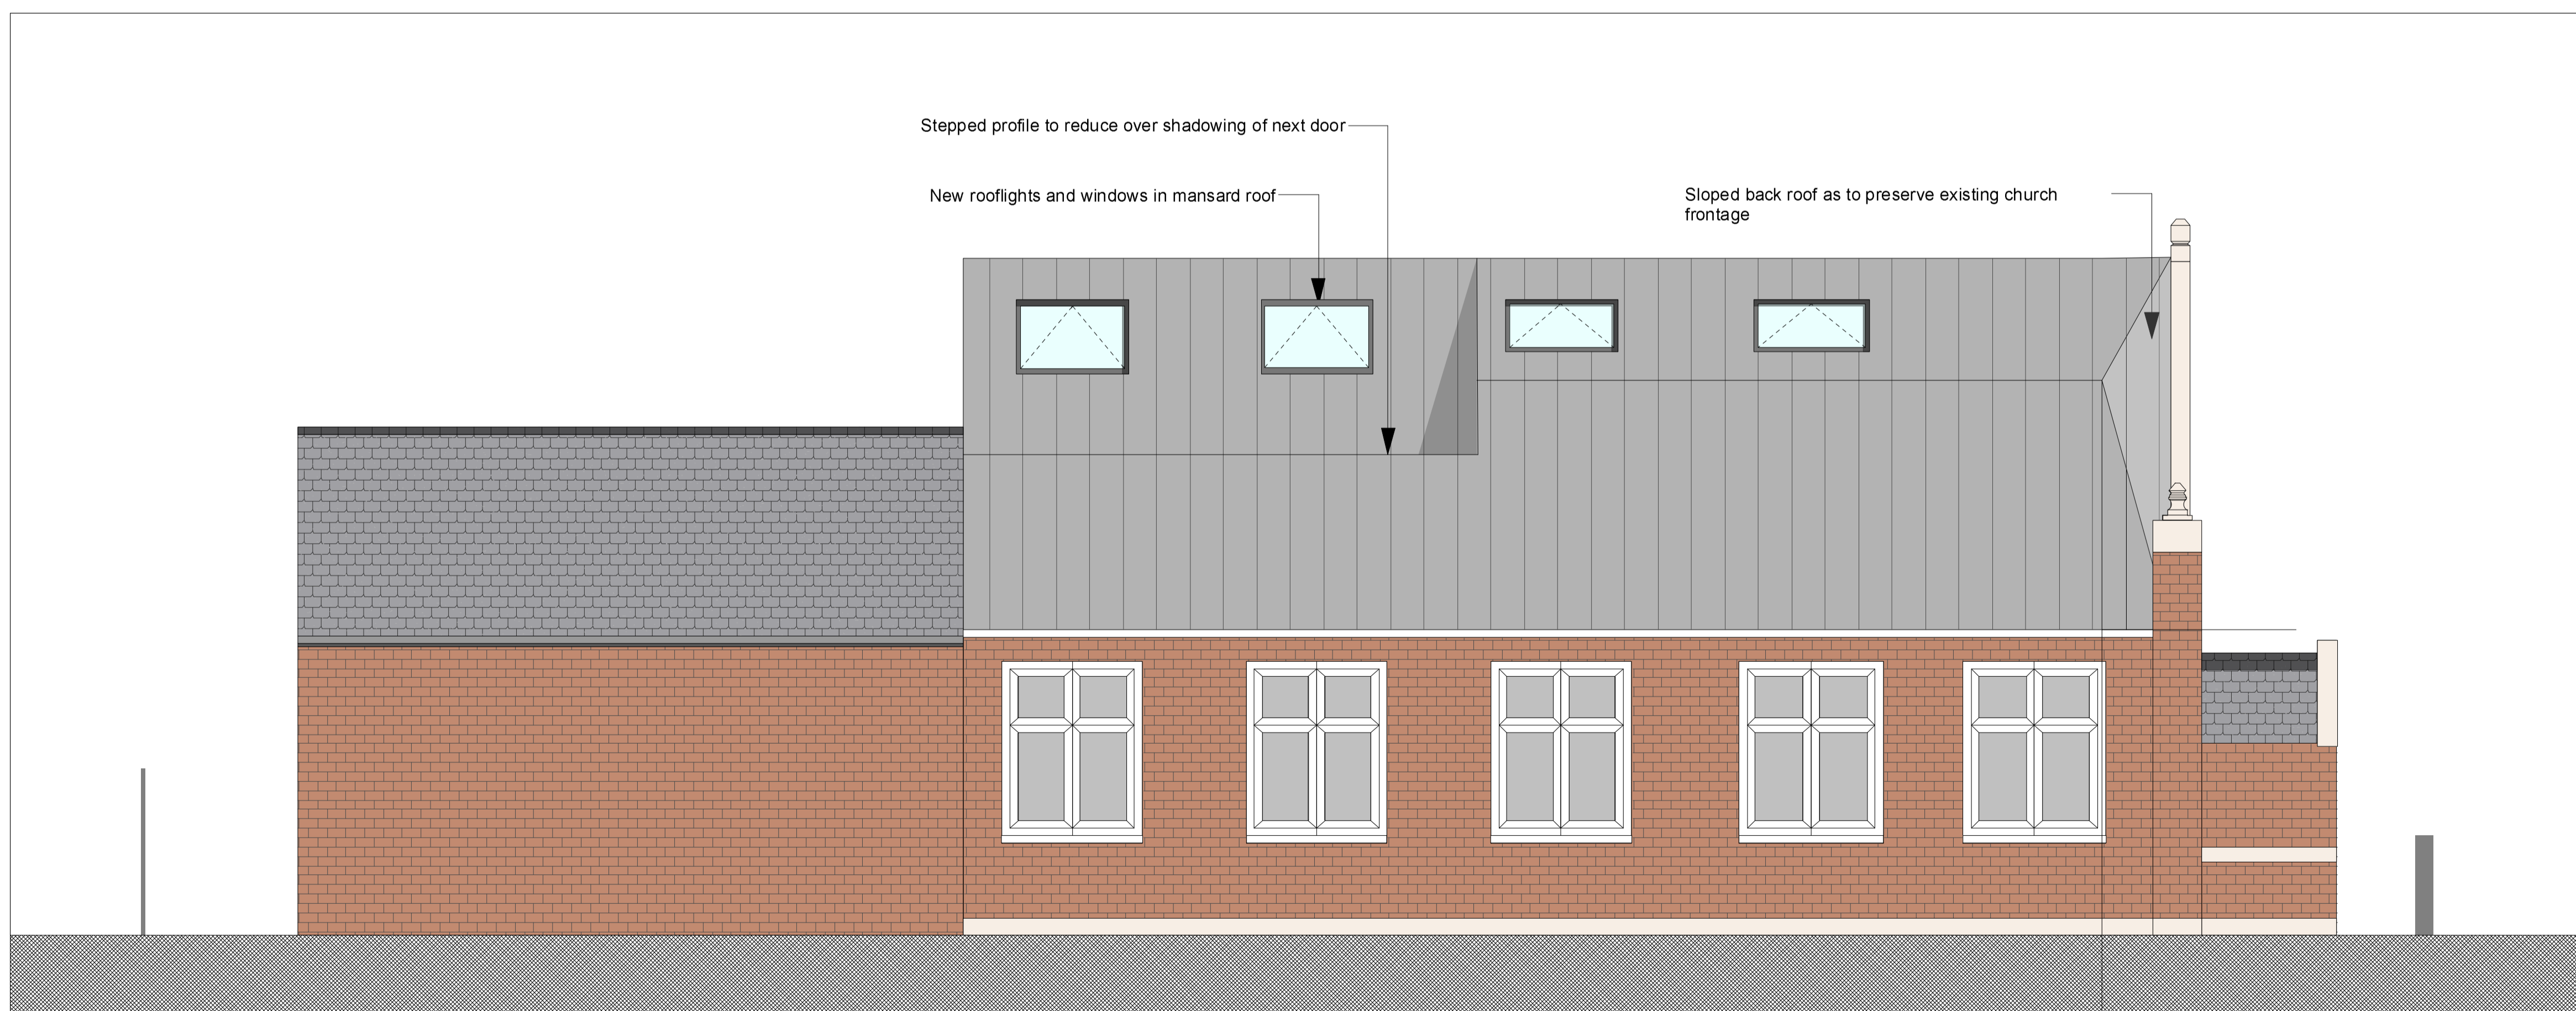 Stepped profile to reduce over shadowing of next door
New rooflights and windows in mansard roof
Sloped back roof as to preserve existing church
frontage